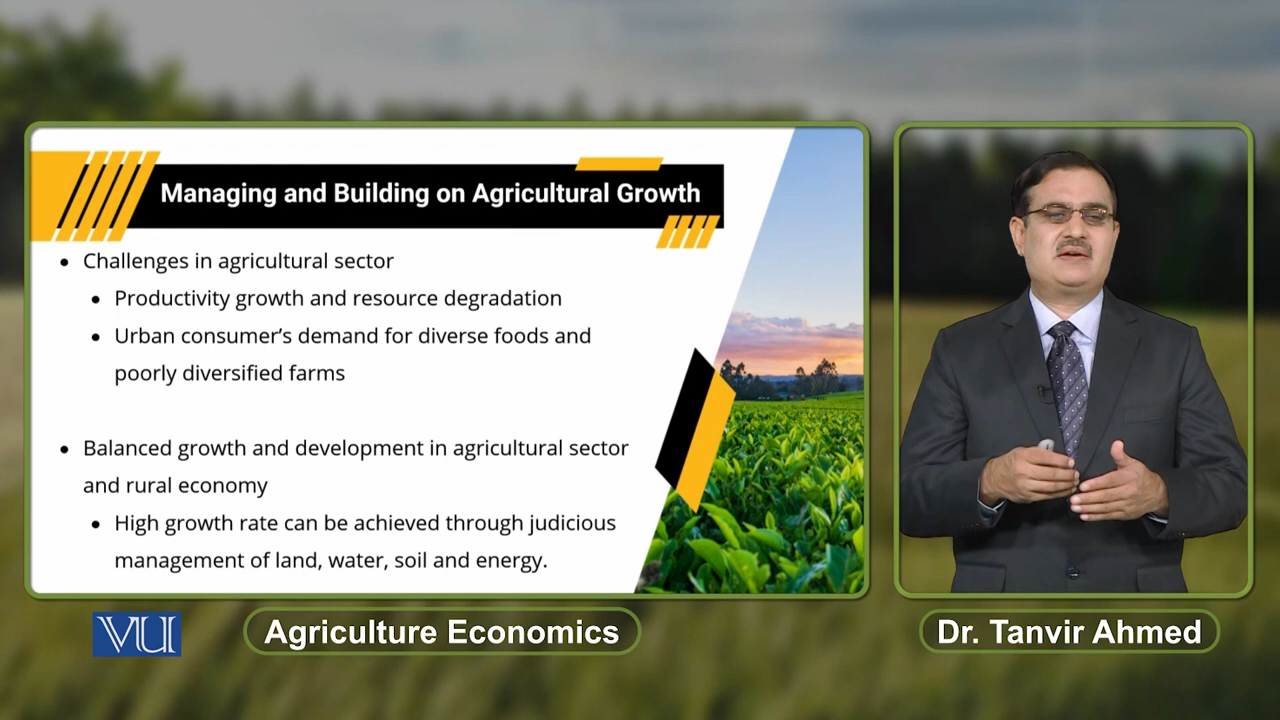 Managing and Building on Agricultural Growth
• Challenges in agricultural sector
• Productivity growth and resource degradation
• Urban consumer's demand for diverse foods and
poorly diversified farms
• Balanced growth and development in agricultural sector
and rural economy
• High growth rate can be achieved through judicious
management of land, water, soil and energy.
VU
Agriculture Economics
Dr. Tanvir Ahmed